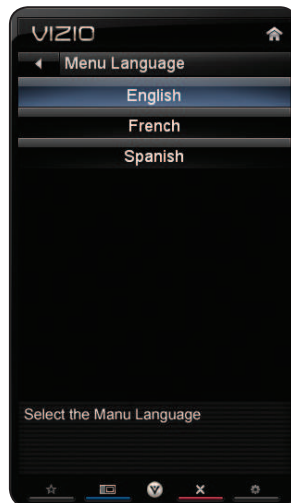 VIZIO
Menu Language
English
French
Spanish
Select the Manu Language